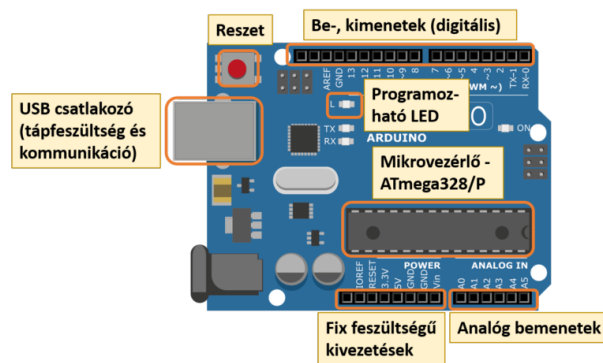 Reszet
Be-, kimenetek (digitális)
USB csatlakozó
(tápfeszültség és
kommunikáció)
AREF
GND
13
12
11
10
~9
8
7
~6
~5
4
~3
2
TX-1
RX-0
L
Programoz-
ható LED
WM ~)
O
TX
RX
ARDUINO
ON
Mikrovezérlő -
ATmega328/P
POWER
ANALOG IN
IOREF
RESET
3.3V
5V
GND
GND
Vin
A0
A1
A2
A3
A4
A5
Fix feszültségű
kivezetések
Analóg bemenetek